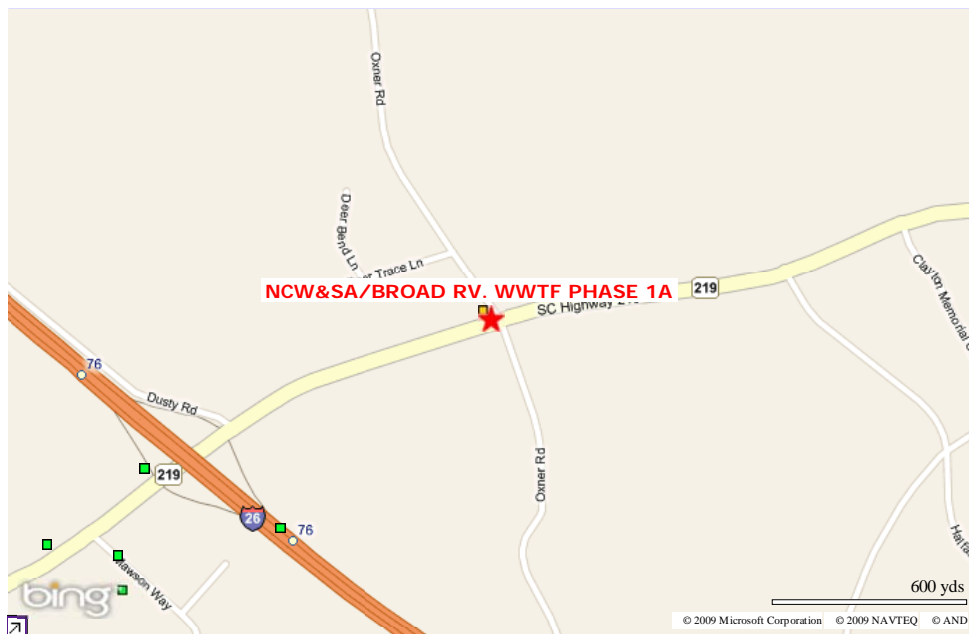 Oxner Rd
Deer Bend Ln
Trace Ln
NCW&SA/BROAD RV. WWTF PHASE 1A
SC Highway
219
Clayton Memorial
76
Dusty Rd
219
Oxner Rd
26
76
Mawson Way
bing
600 yds
© 2009 Microsoft Corporation © 2009 NAVTEQ © AND